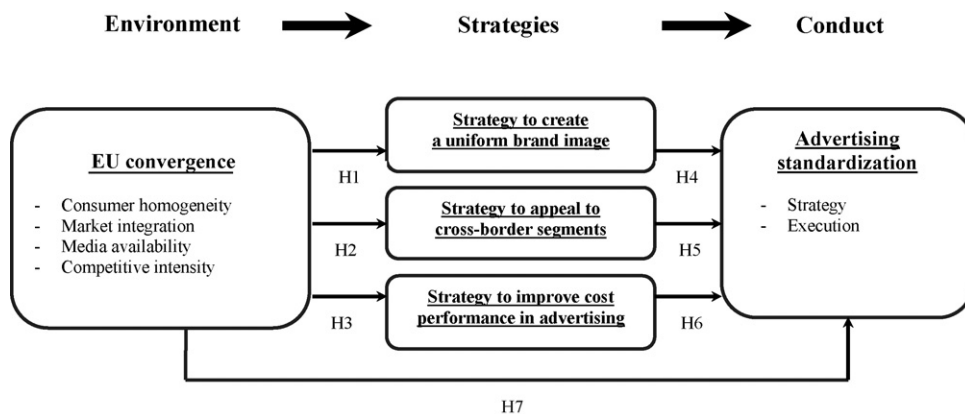 Environment
Strategies
Conduct
EU convergence
- Consumer homogeneity
- Market integration
- Media availability
- Competitive intensity
H1
H2
H3
Strategy to create
a uniform brand image
Strategy to appeal to
cross-border segments
Strategy to improve cost
performance in advertising
H4
H5
H6
Advertising
standardization
- Strategy
- Execution
H7